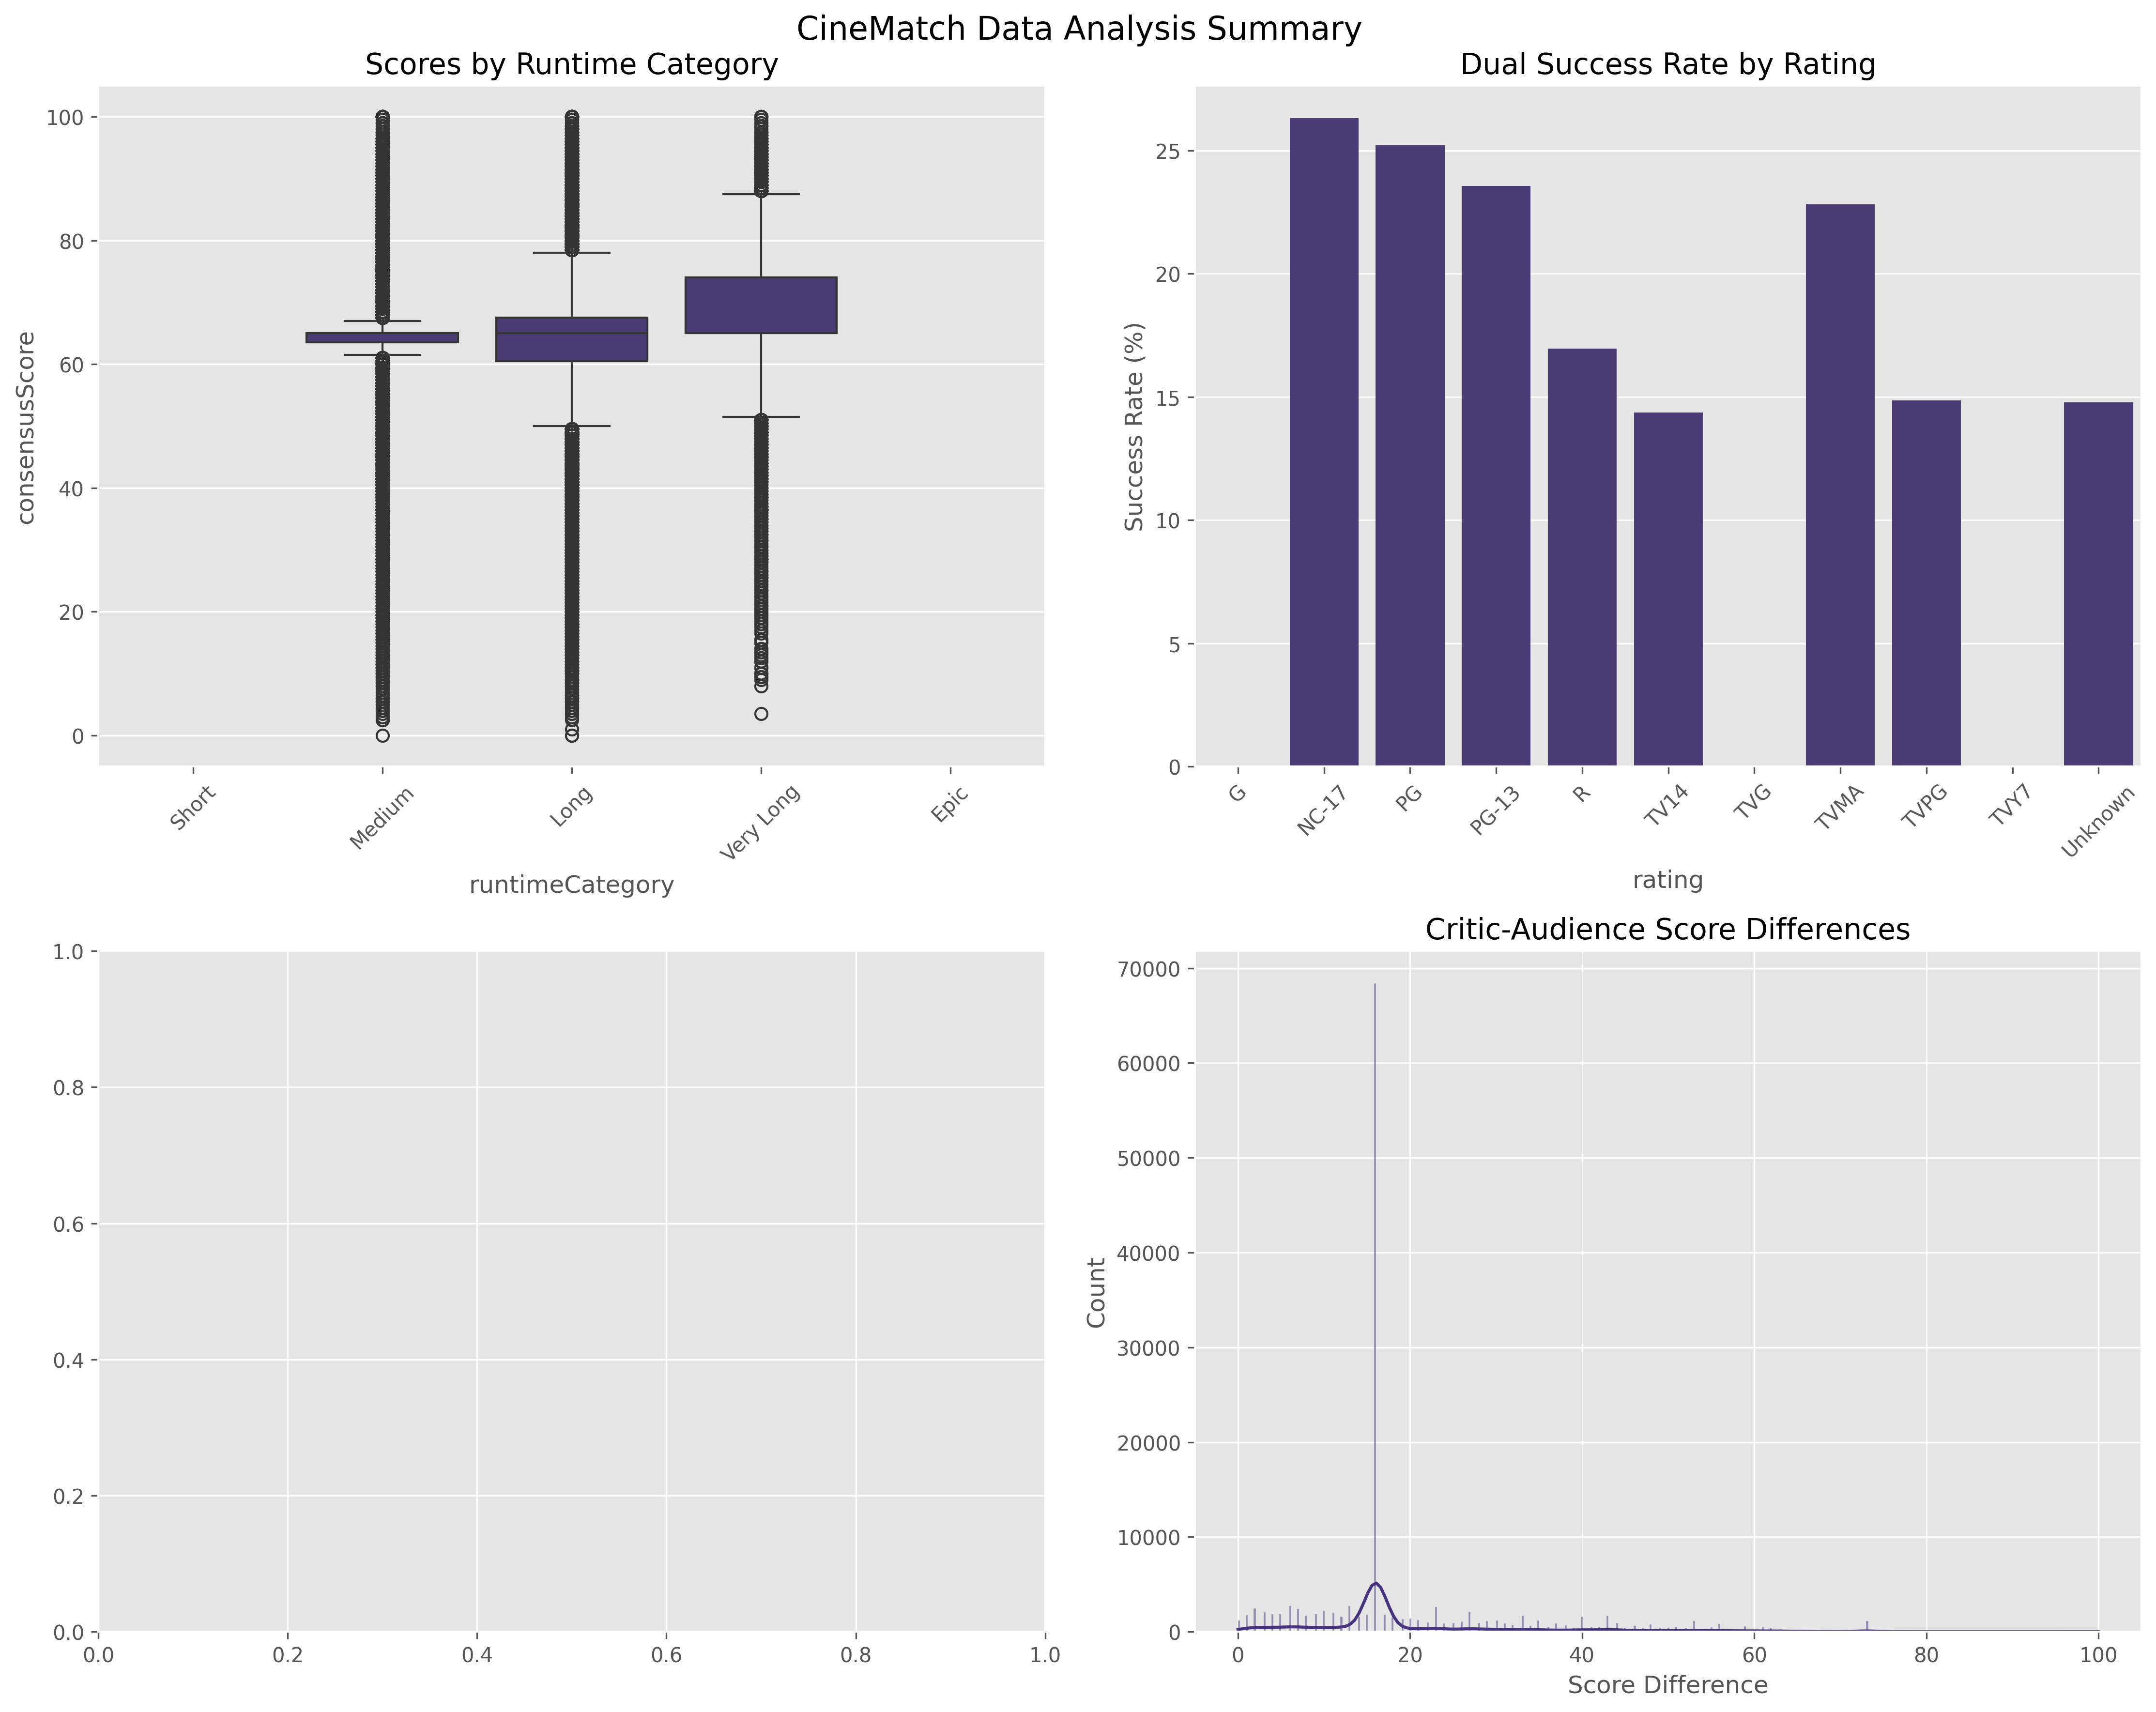 CineMatch Data Analysis Summary
Scores by Runtime Category
consensusScore
100
80
60
40
20
0
Short
Medium
Long
Very Long
Epic
runtimeCategory
Dual Success Rate by Rating
Success Rate (%)
25
20
15
10
5
0
G
NC-17
PG
PG-13
R
TV14
TVG
TVMA
TVPG
TVY7
Unknown
rating
1.0
0.8
0.6
0.4
0.2
0.0
0.0
0.2
0.4
0.6
0.8
1.0
Critic-Audience Score Differences
Count
70000
60000
50000
40000
30000
20000
10000
0
0
20
40
60
80
100
Score Difference